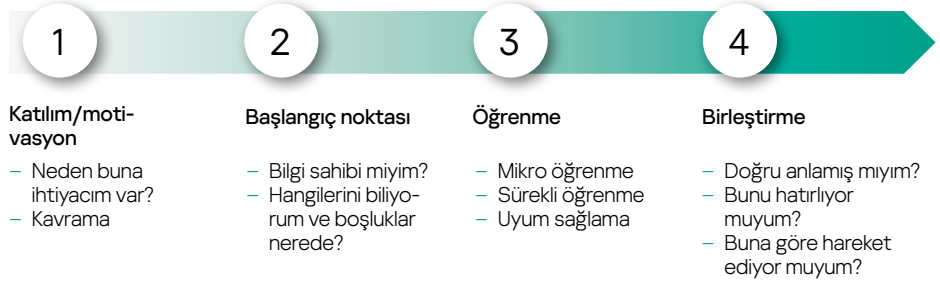 1
Katılım/moti-
vasyon
– Neden buna
ihtiyacım var?
– Kavrama
2
Başlangıç noktası
– Bilgi sahibi miyim?
– Hangilerini biliyo-
rum ve boşluklar
nerede?
3
Öğrenme
– Mikro öğrenme
– Sürekli öğrenme
– Uyum sağlama
4
Birleştirme
– Doğru anlamış mıyım?
– Bunu hatırlıyor
muyum?
– Buna göre hareket
ediyor muyum?